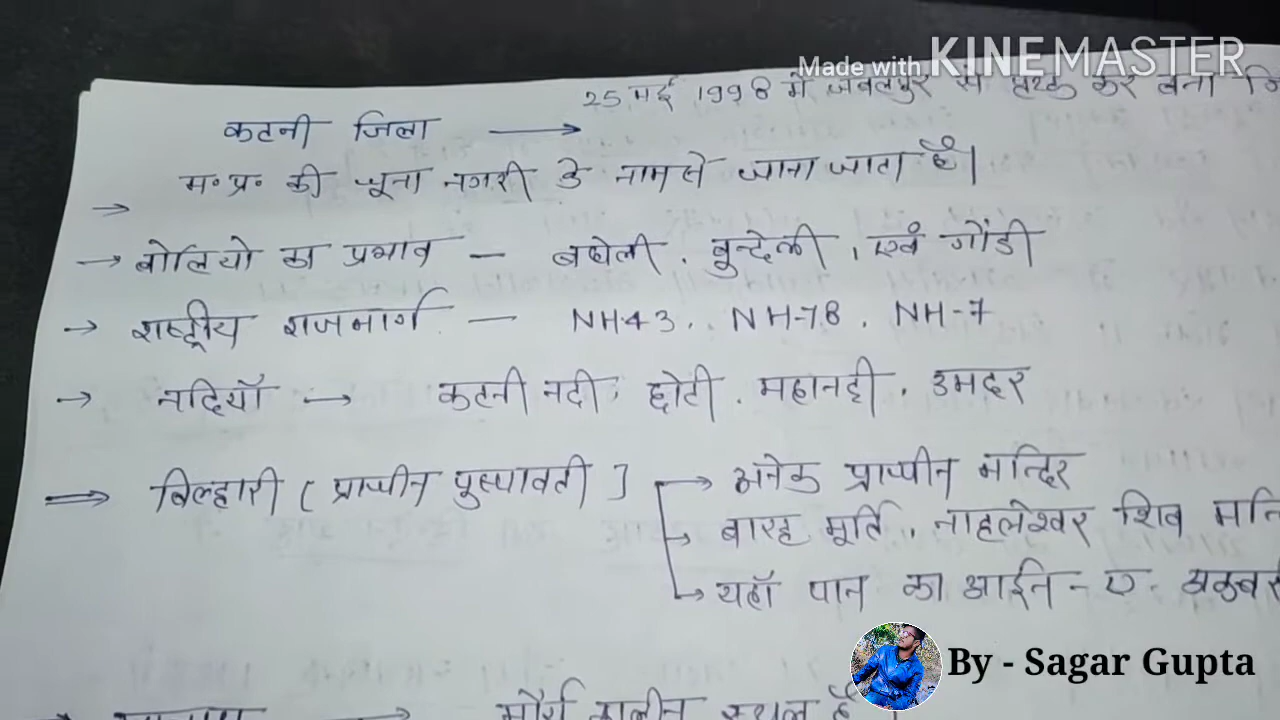 Made with KINEMASTER
25 मई 1998 में जबलपुर से हटकर बना
कटनी जिला →
→ म॰प्र॰ की चूना नगरी के नाम से जाना जाता है।
→ बोलियो का प्रभाव — बघेली, बुन्देली, एवं गोंडी
→ राष्ट्रीय राजमार्ग — NH43, NH-78, NH-7
→ नदियाँ → कटनी नदी, छोटी महानदी, उमदर
⇒ बिल्हारी (प्राचीन पुस्पावती] → अनेक प्राचीन मन्दिर
→ बारह मूर्ति, ताहलेश्वर शिव
→ यहाँ पान का आईन-ए-अकबर
By - Sagar Gupta
→ मौर्य कालीन स्थल है।